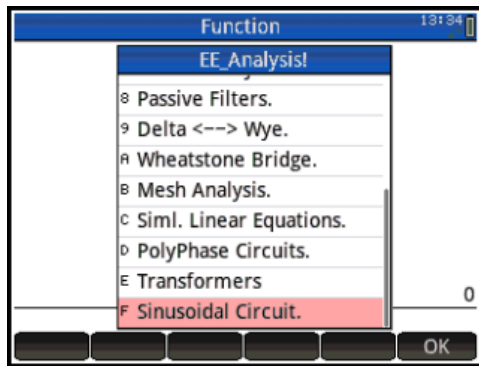 Function
13:34
EE_Analysis!
8 Passive Filters.
9 Delta <--> Wye.
A Wheatstone Bridge.
B Mesh Analysis.
C Siml. Linear Equations.
D PolyPhase Circuits.
E Transformers
0
F Sinusoidal Circuit.
OK